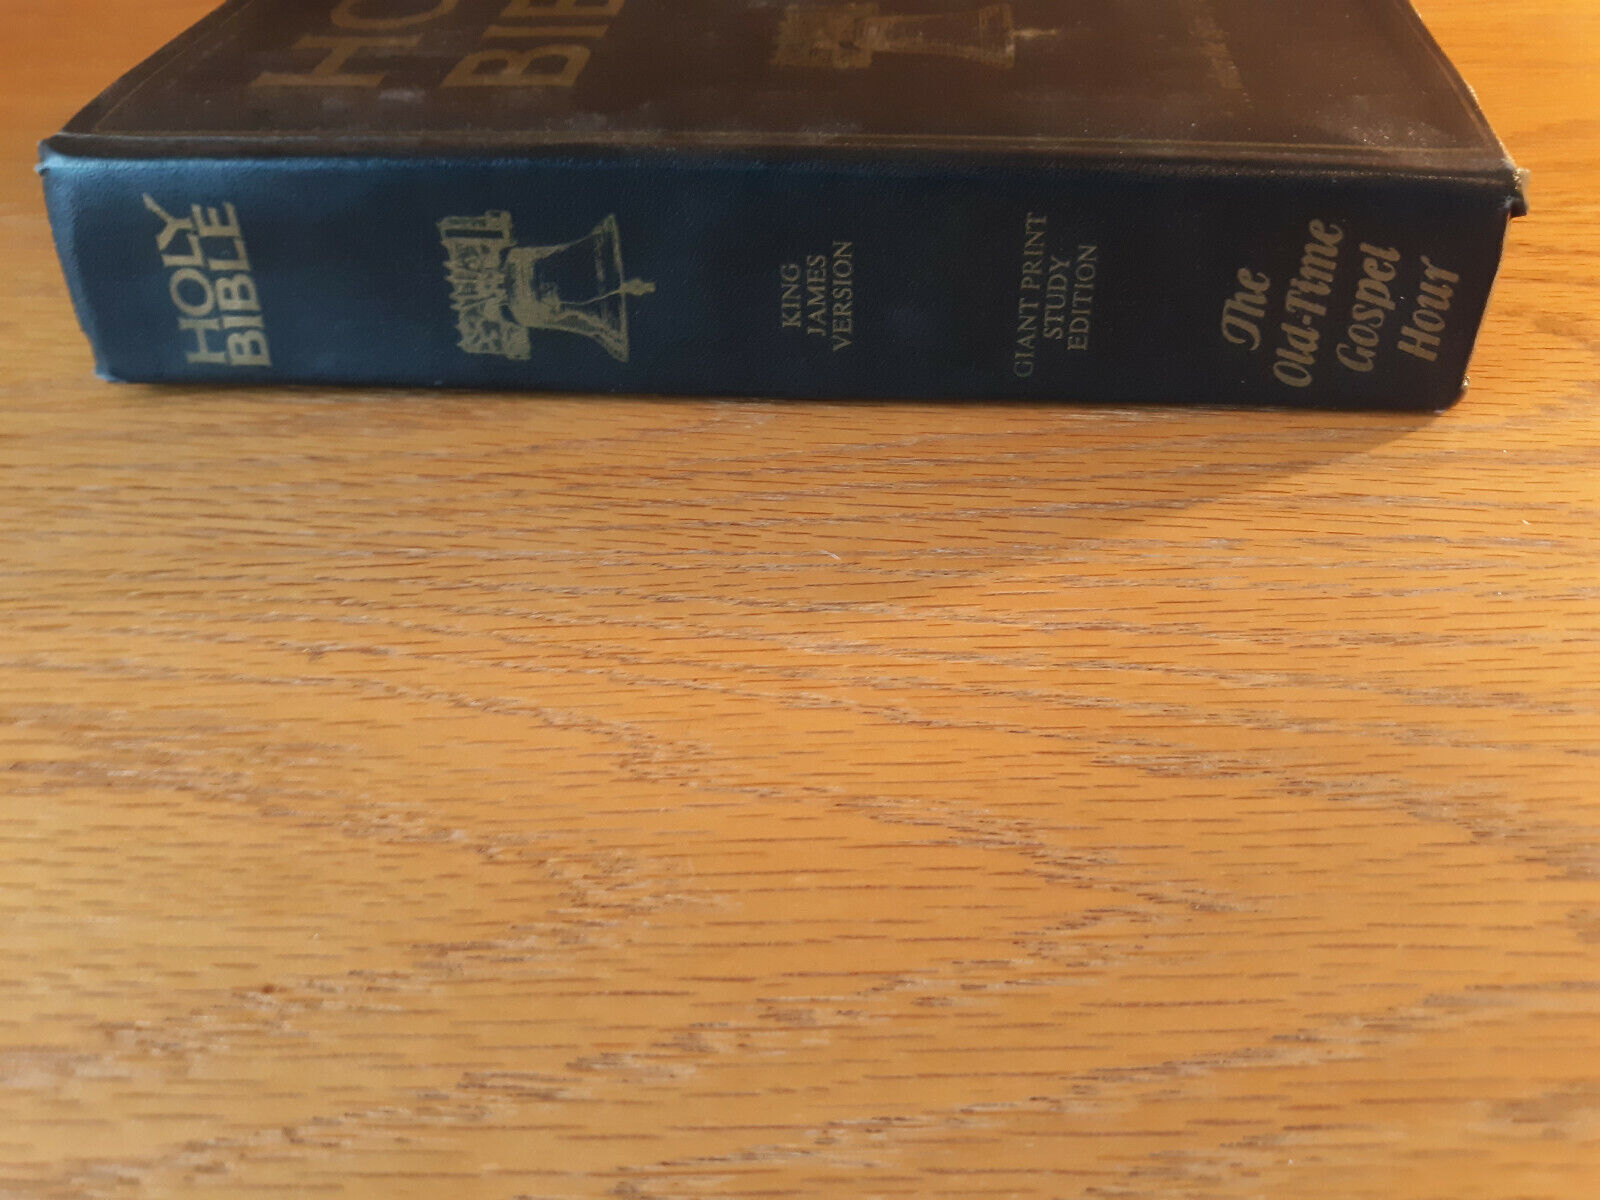 HOLY
BIBLE
KING
JAMES
VERSION
GIANT PRINT
STUDY
EDITION
The
Old-Time
Gospel
Hour